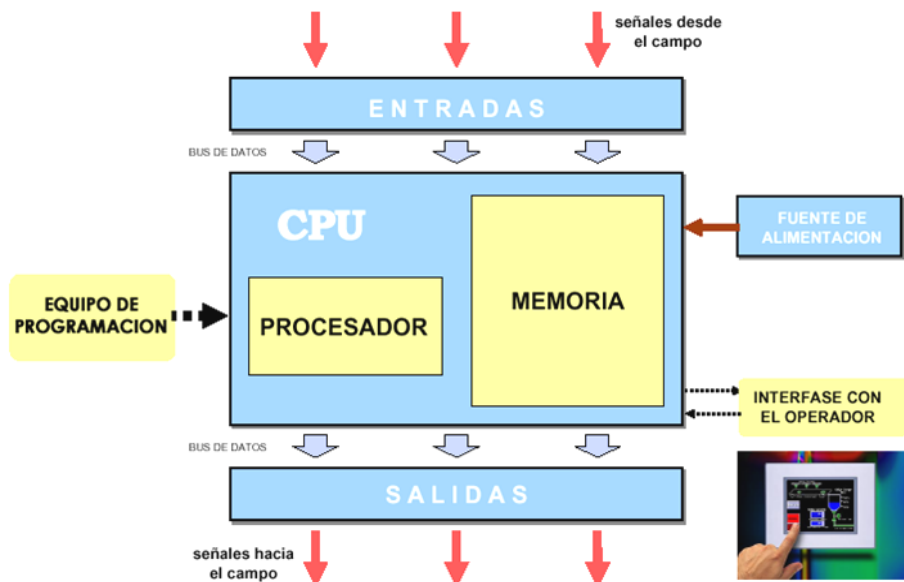 señales desde
el campo
ENTRADAS
BUS DE DATOS
CPU
FUENTE DE
ALIMENTACION
EQUIPO DE
PROGRAMACION
PROCESADOR
MEMORIA
INTERFASE CON
EL OPERADOR
BUS DE DATOS
SALIDAS
señales hacia
el campo